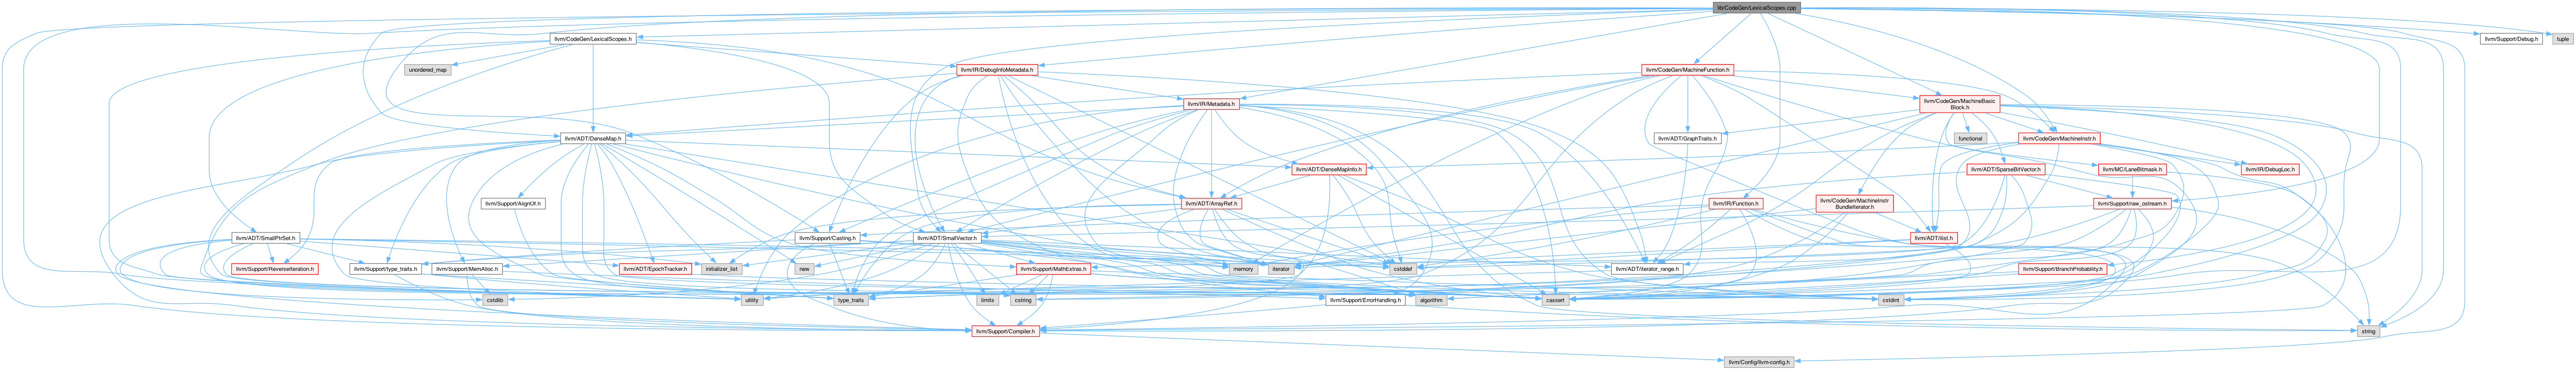 lib/CodeGen/LexicalScopes.cpp
llvm/CodeGen/LexicalScopes.h
llvm/Support/Debug.h
tuple
unordered_map
llvm/IR/DebugInfoMetadata.h
llvm/CodeGen/MachineFunction.h
llvm/IR/Metadata.h
llvm/CodeGen/MachineBasic
Block.h
llvm/ADT/DenseMap.h
llvm/ADT/GraphTraits.h
functional
llvm/CodeGen/MachineInstr.h
llvm/ADT/DenseMapInfo.h
llvm/ADT/SparseBitVector.h
llvm/MC/LaneBitmask.h
llvm/IR/DebugLoc.h
llvm/Support/AlignOf.h
llvm/ADT/ArrayRef.h
llvm/IR/Function.h
llvm/CodeGen/MachineInstr
BundleIterator.h
llvm/Support/raw_ostream.h
llvm/ADT/SmallPtrSet.h
llvm/Support/Casting.h
llvm/ADT/SmallVector.h
llvm/ADT/ilist.h
llvm/Support/ReverseIteration.h
llvm/Support/type_traits.h
llvm/Support/MemAlloc.h
llvm/ADT/EpochTracker.h
initializer_list
new
llvm/Support/MathExtras.h
memory
iterator
cstddef
llvm/ADT/iterator_range.h
llvm/Support/BranchProbability.h
cstdlib
utility
type_traits
limits
cstring
llvm/Support/ErrorHandling.h
algorithm
cassert
cstdint
llvm/Support/Compiler.h
string
llvm/Config/llvm-config.h